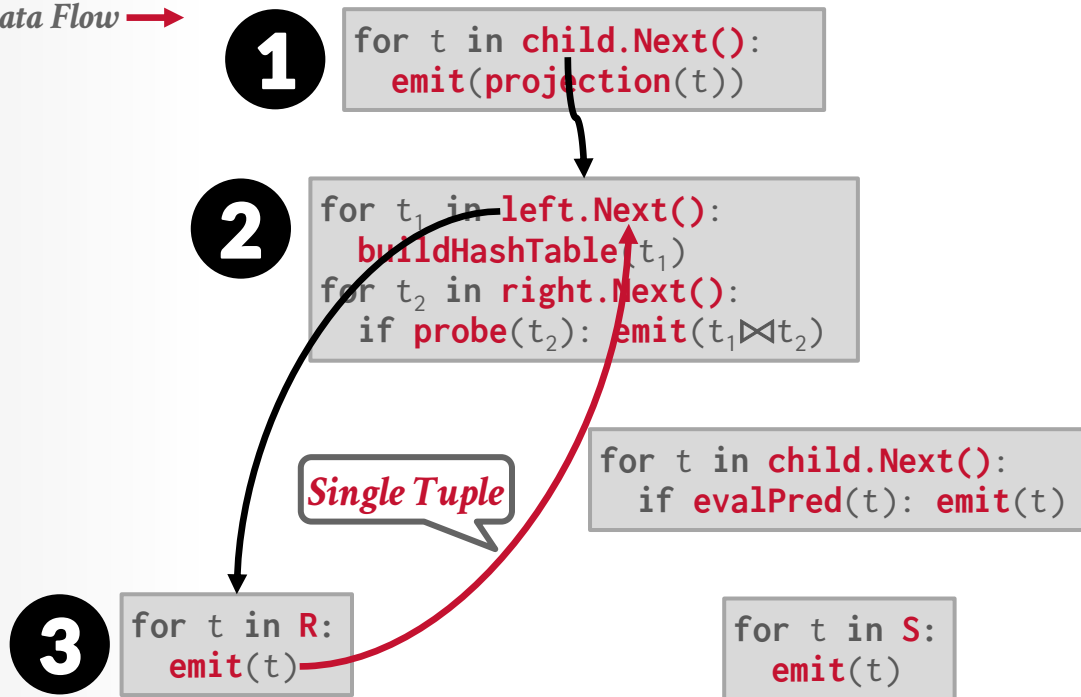 ata Flow
1
for t in child.Next():
emit(projection(t))
2
for t₁ in left.Next():
buildHashTable(t₁)
for t₂ in right.Next():
if probe(t₂): emit(t₁⨝t₂)
for t in child.Next():
if evalPred(t): emit(t)
Single Tuple
3
for t in R:
emit(t)
for t in S:
emit(t)